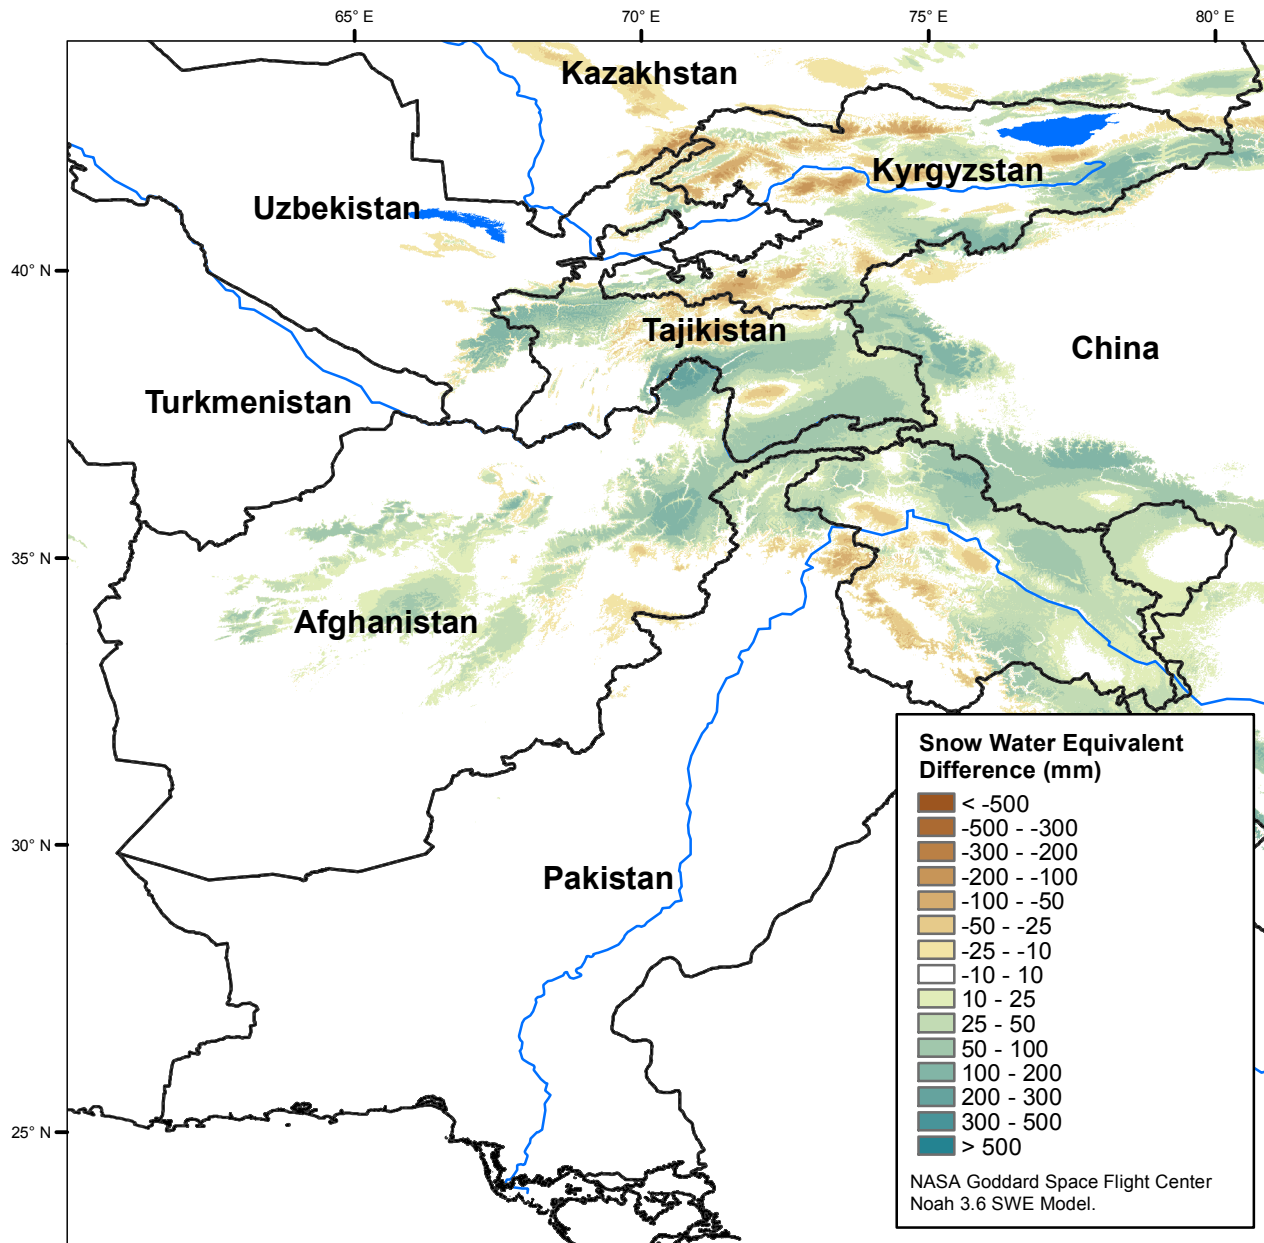 65° E
70° E
75° E
80° E
Kazakhstan
Kyrgyzstan
Uzbekistan
40° N
Tajikistan
China
Turkmenistan
35° N
Afghanistan
Snow Water Equivalent
Difference (mm)
< -500
-500 - -300
-300 - -200
-200 - -100
-100 - -50
-50 - -25
-25 - -10
-10 - 10
10 - 25
25 - 50
50 - 100
100 - 200
200 - 300
300 - 500
> 500
NASA Goddard Space Flight Center
Noah 3.6 SWE Model.
30° N
Pakistan
25° N